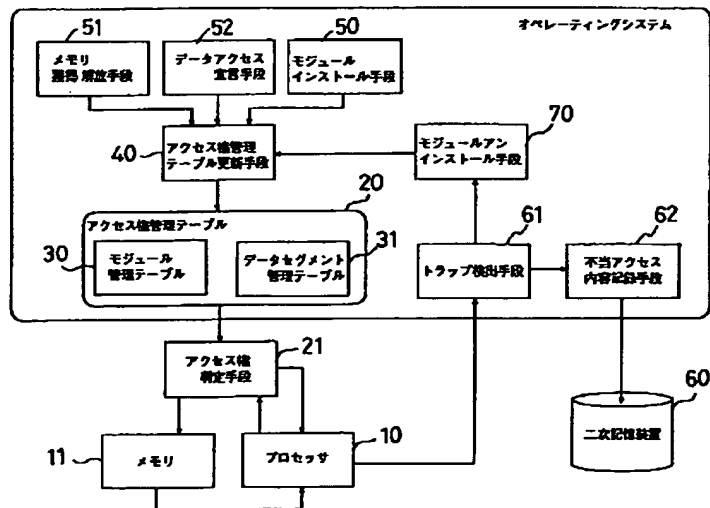 オペレーティングシステム
51
52
50
メモリ
獲得解放手段
データアクセス
宣言手段
モジュール
インストール手段
40
アクセス権管理
テーブル更新手段
70
モジュールアン
インストール手段
20
アクセス権管理テーブル
30
モジュール
管理テーブル
31
データセグメント
管理テーブル
61
トラップ検出手段
62
不当アクセス
内容記録手段
21
アクセス権
判定手段
60
二次記憶装置
11
メモリ
10
プロセッサ